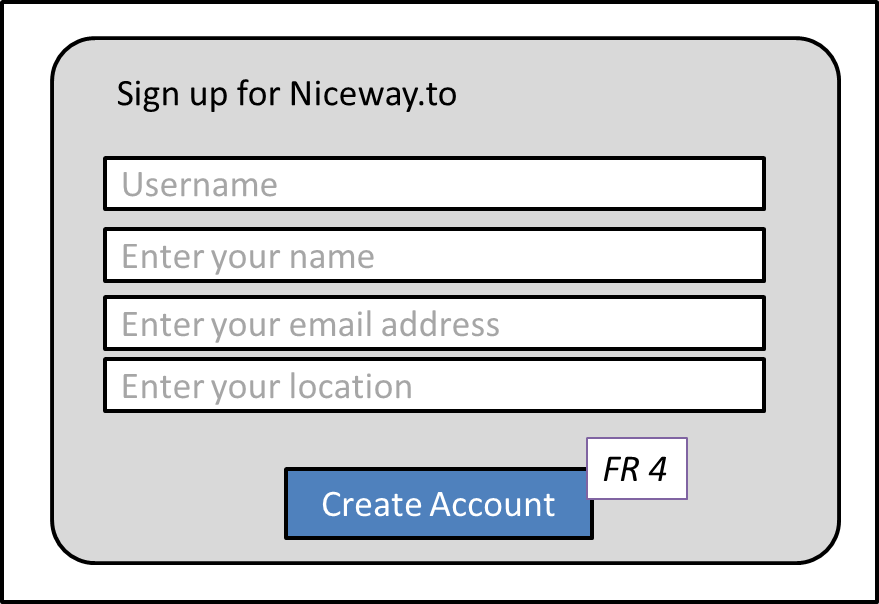 Sign up for Niceway.to
Username
Enter your name
Enter your email address
Enter your location
FR 4
Create Account